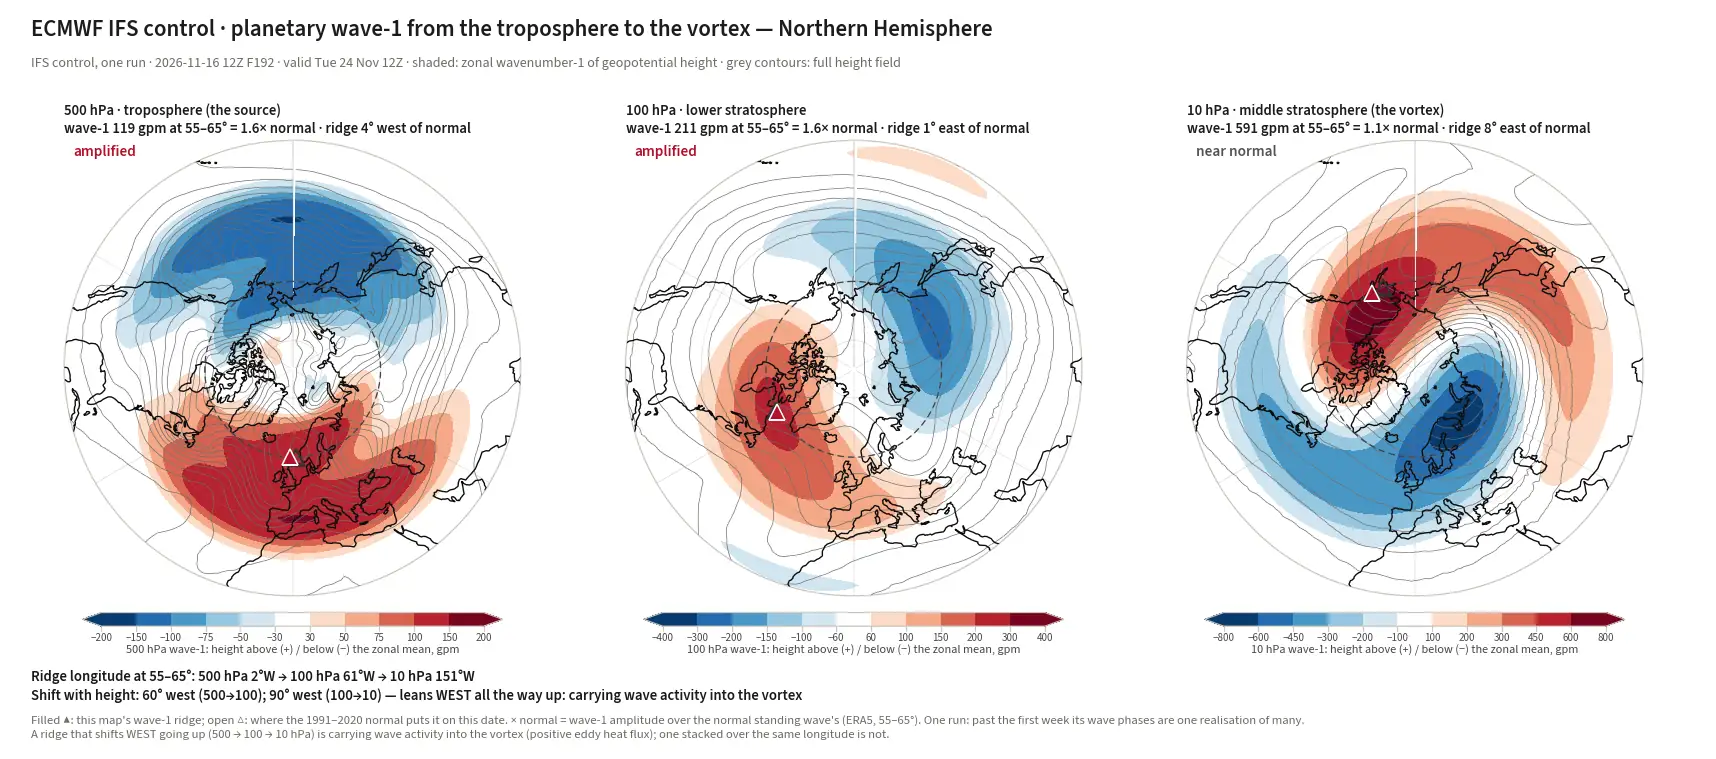 ECMWF IFS control · planetary wave-1 from the troposphere to the vortex — Northern Hemisphere
IFS control, one run · 2026-11-16 12Z F192 · valid Tue 24 Nov 12Z · shaded: zonal wavenumber-1 of geopotential height · grey contours: full height field
500 hPa · troposphere (the source)
wave-1 119 gpm at 55–65° = 1.6× normal · ridge 4° west of normal
amplified
100 hPa · lower stratosphere
wave-1 211 gpm at 55–65° = 1.6× normal · ridge 1° east of normal
amplified
10 hPa · middle stratosphere (the vortex)
wave-1 591 gpm at 55–65° = 1.1× normal · ridge 8° east of normal
near normal
−200 −150 −100 −75 −50 −30 30 50 75 100 150 200
500 hPa wave-1: height above (+) / below (−) the zonal mean, gpm
−400 −300 −200 −150 −100 −60 60 100 150 200 300 400
100 hPa wave-1: height above (+) / below (−) the zonal mean, gpm
−800 −600 −450 −300 −200 −100 100 200 300 450 600 800
10 hPa wave-1: height above (+) / below (−) the zonal mean, gpm
Ridge longitude at 55–65°: 500 hPa 2°W → 100 hPa 61°W → 10 hPa 151°W
Shift with height: 60° west (500→100); 90° west (100→10) — leans WEST all the way up: carrying wave activity into the vortex
Filled ▲: this map's wave-1 ridge; open △: where the 1991–2020 normal puts it on this date. × normal = wave-1 amplitude over the normal standing wave's (ERA5, 55–65°). One run: past the first week its wave phases are one realisation of many.
A ridge that shifts WEST going up (500 → 100 → 10 hPa) is carrying wave activity into the vortex (positive eddy heat flux); one stacked over the same longitude is not.